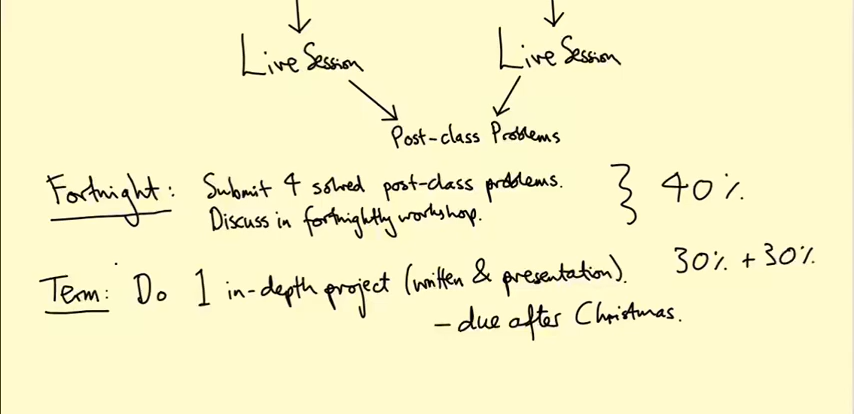 Live Session Live Session
Post-class Problems
Fortnight: Submit 4 solved post-class problems. } 40%
Discuss in fortnightly workshop.
Term: Do 1 in-depth project (written & presentation). 30% + 30%
- due after Christmas.